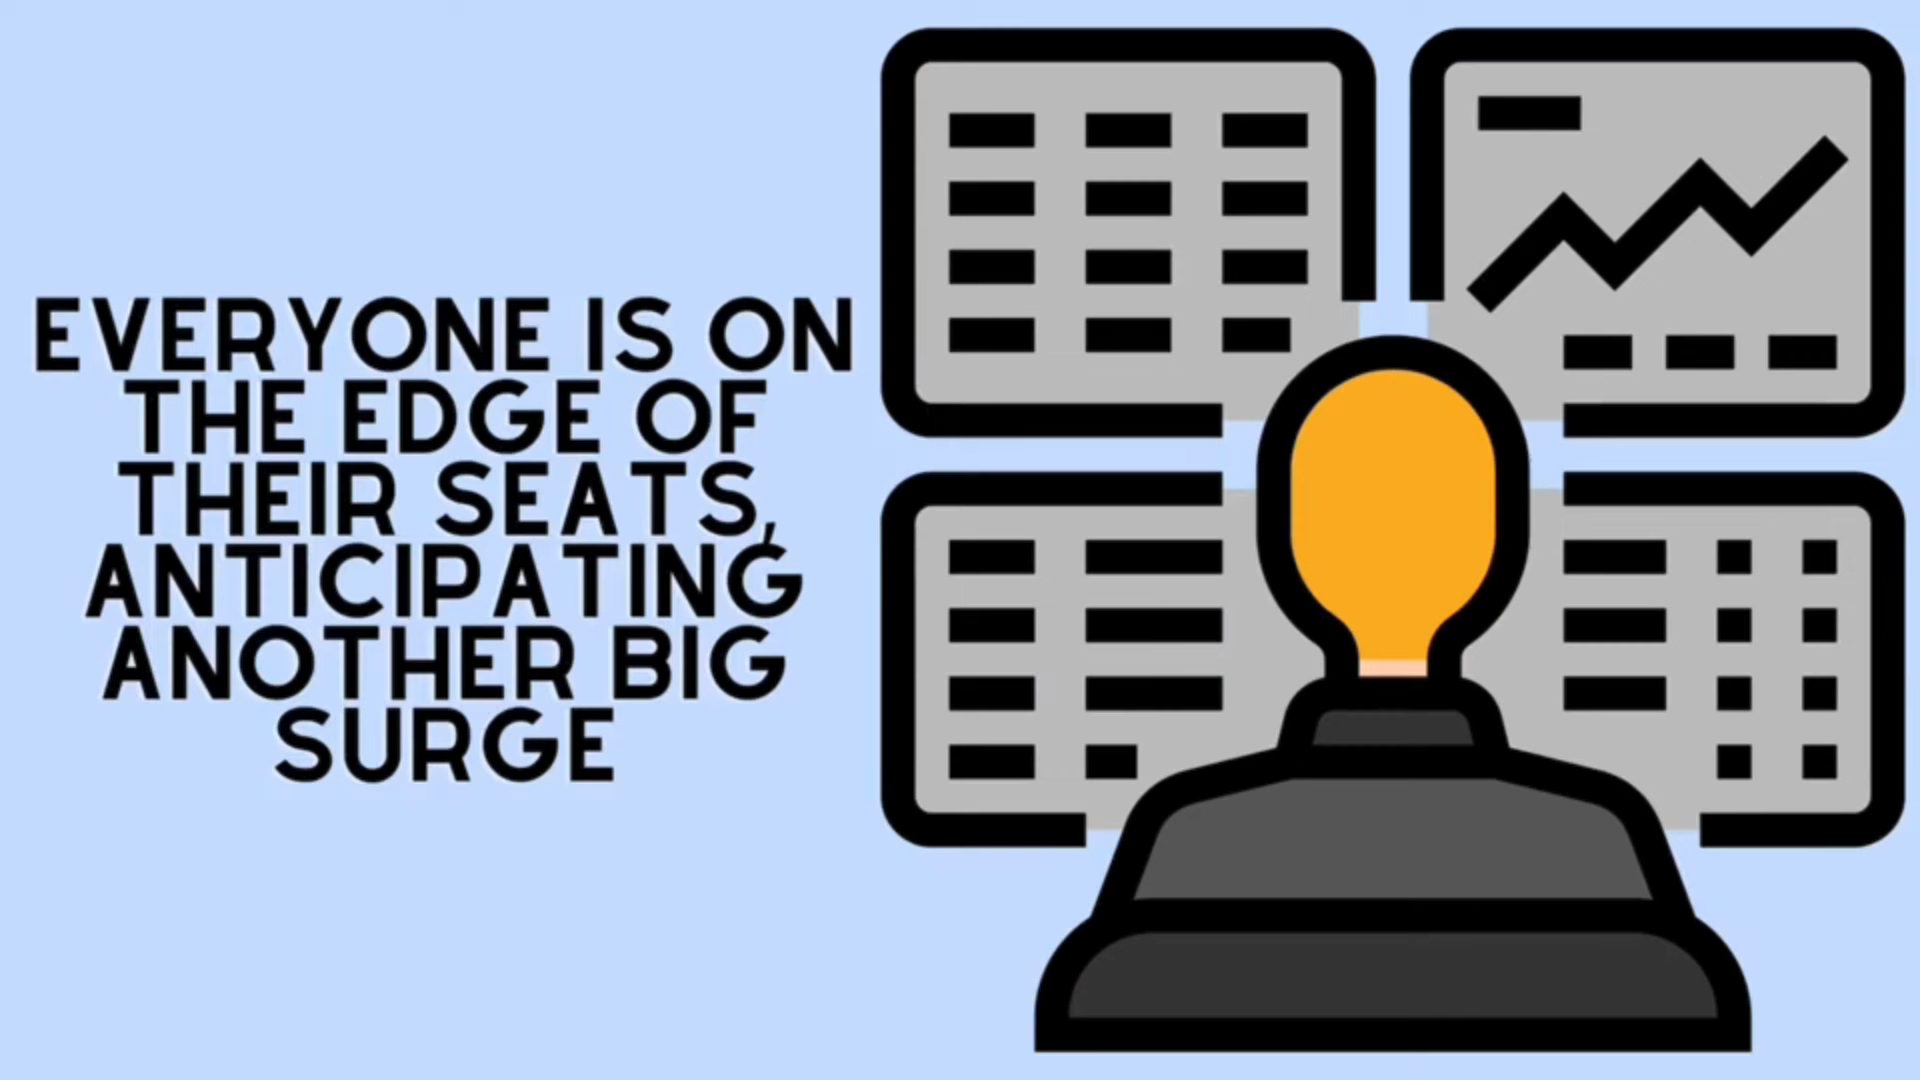 EVERYONE IS ON
THE EDGE OF
THEIR SEATS,
ANTICIPATING
ANOTHER BIG
SURGE